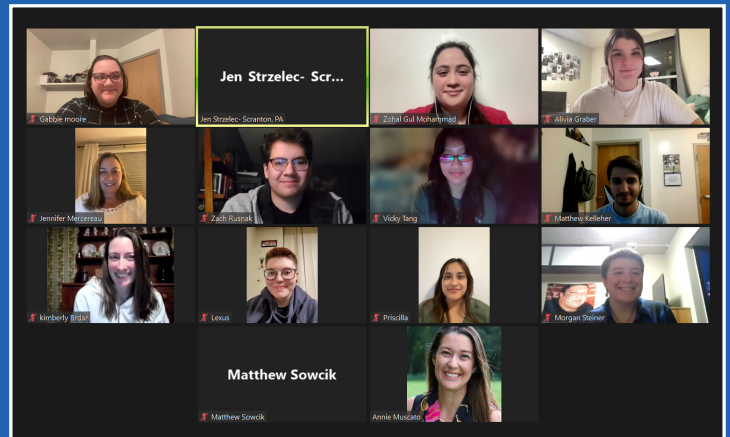 Gabbie moore
Jen Strzelec- Scr...
Jen Strzelec- Scranton, PA
Zohal Gul Mohammad
Alivia Graber
Jennifer Mercereau
Zach Rusnak
Vicky Tang
Matthew Kelleher
kimberly Brdar
Lexus
Priscilla
Morgan Steiner
Matthew Sowcik
Matthew Sowcik
Annie Muscato